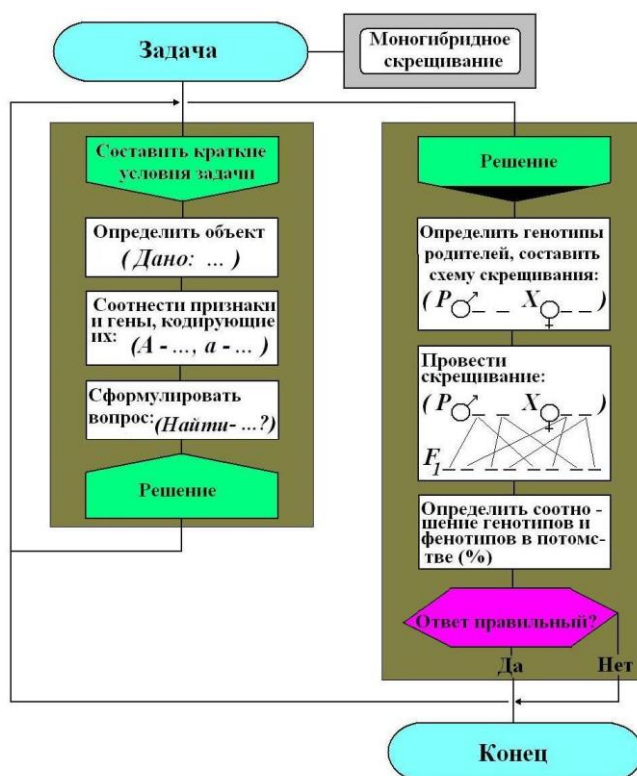 Задача
Моногибридное
скрещивание
Составить краткие
условия задачи
Определить объект
( Дано: ... )
Соотнести признаки
и гены, кодирующие
их: (А - ..., а - ... )
Сформулировать
вопрос: (Найти- ...?)
Решение
Решение
Определить генотипы
родителей, составить
схему скрещивания:
( Р ♂ _ _ X ♀ _ _ )
Провести
скрещивание:
( Р ♂ _ _ X ♀ _ _ )
F1 _ _ _ _ _ _ _ _
Определить соотно -
шение генотипов и
фенотипов в потомс-
тве (%)
Ответ правильный?
Да Нет
Конец